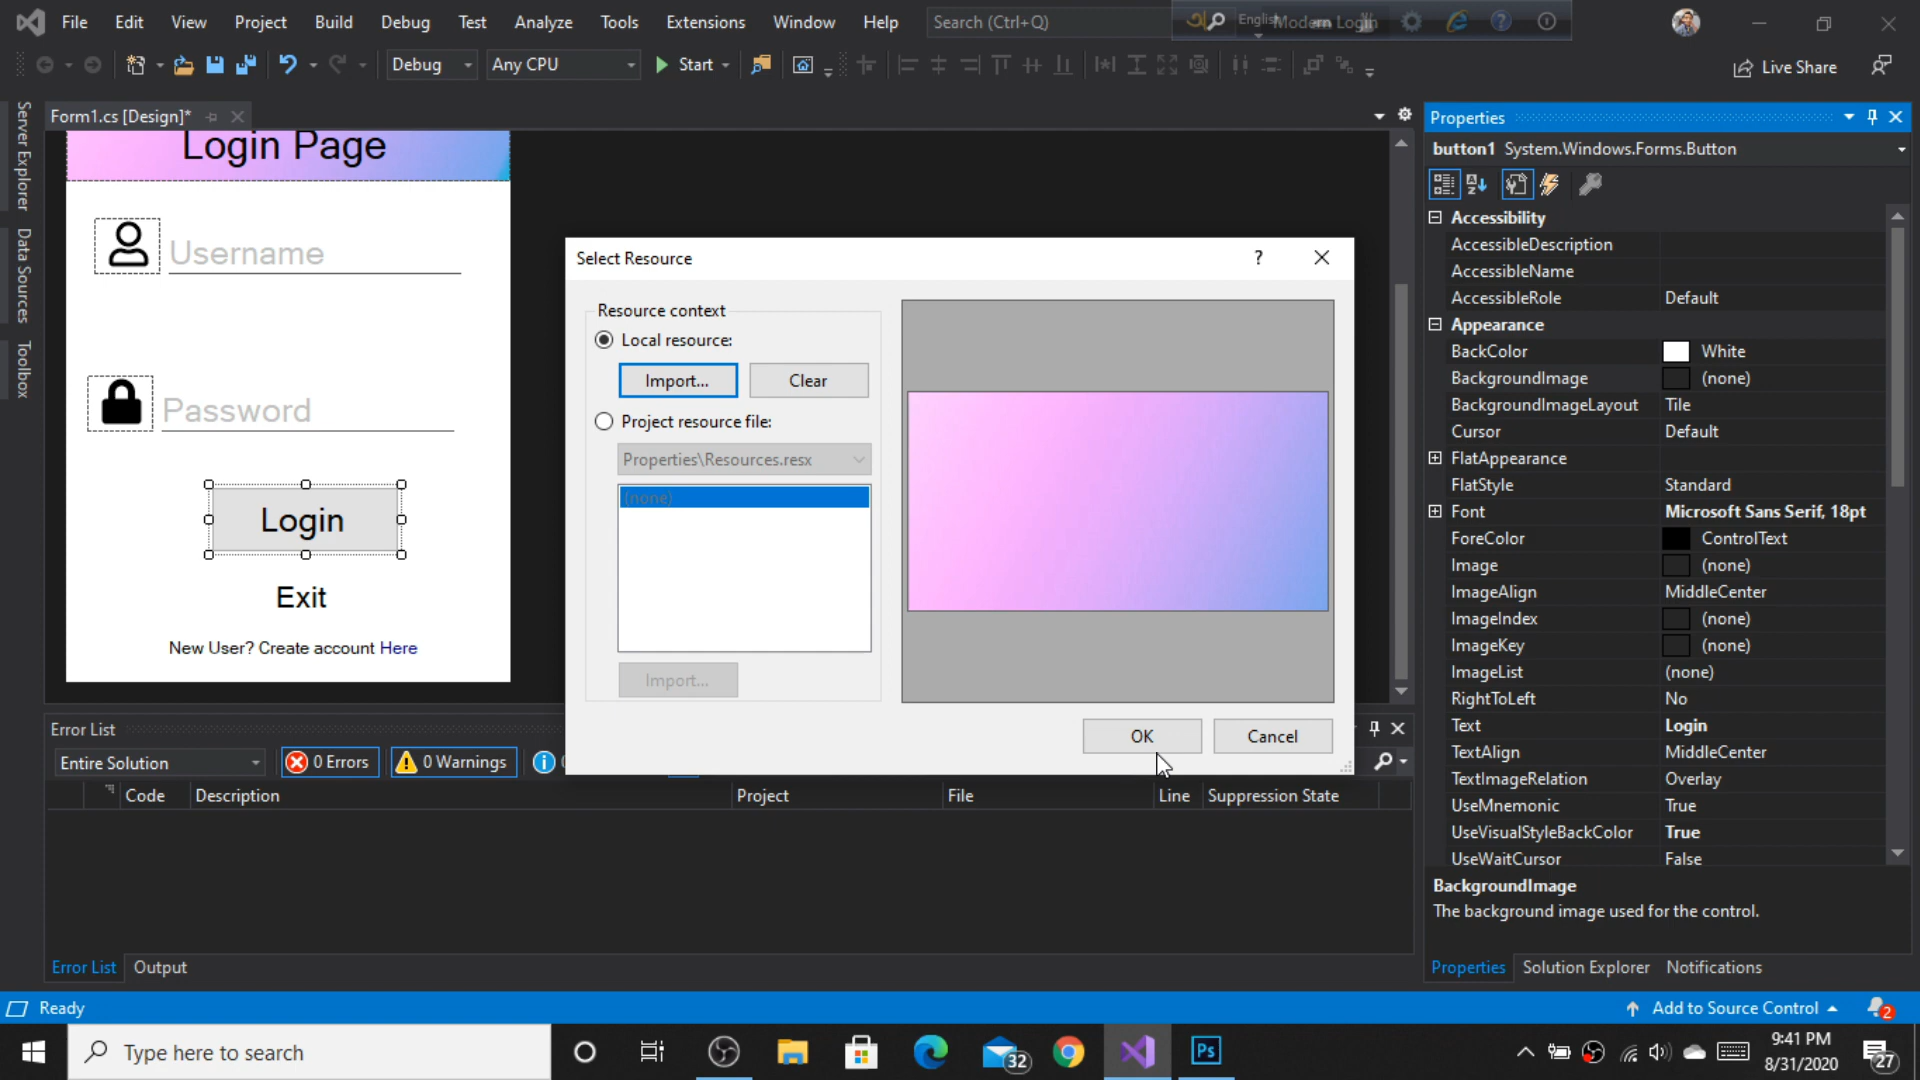 File Edit View Project Build Debug Test Analyze Tools Extensions Window Help Search (Ctrl+Q) English Modern Login
Debug Any CPU Start Live Share
Form1.cs [Design]*
Server Explorer
Data Sources
Toolbox
Login Page
Username
Password
Login
Exit
New User? Create account Here
Select Resource ?
Resource context
Local resource:
Import... Clear
Project resource file:
Properties\Resources.resx
(none)
Import...
OK Cancel
Properties
button1 System.Windows.Forms.Button
Accessibility
AccessibleDescription
AccessibleName
AccessibleRole Default
Appearance
BackColor White
BackgroundImage (none)
BackgroundImageLayout Tile
Cursor Default
FlatAppearance
FlatStyle Standard
Font Microsoft Sans Serif, 18pt
ForeColor ControlText
Image (none)
ImageAlign MiddleCenter
ImageIndex (none)
ImageKey (none)
ImageList (none)
RightToLeft No
Text Login
TextAlign MiddleCenter
TextImageRelation Overlay
UseMnemonic True
UseVisualStyleBackColor True
UseWaitCursor False
BackgroundImage
The background image used for the control.
Properties Solution Explorer Notifications
Error List
Entire Solution 0 Errors 0 Warnings
Code Description Project File Line Suppression State
Error List Output
Ready Add to Source Control 2
Type here to search 32 Ps 9:41 PM
8/31/2020 27